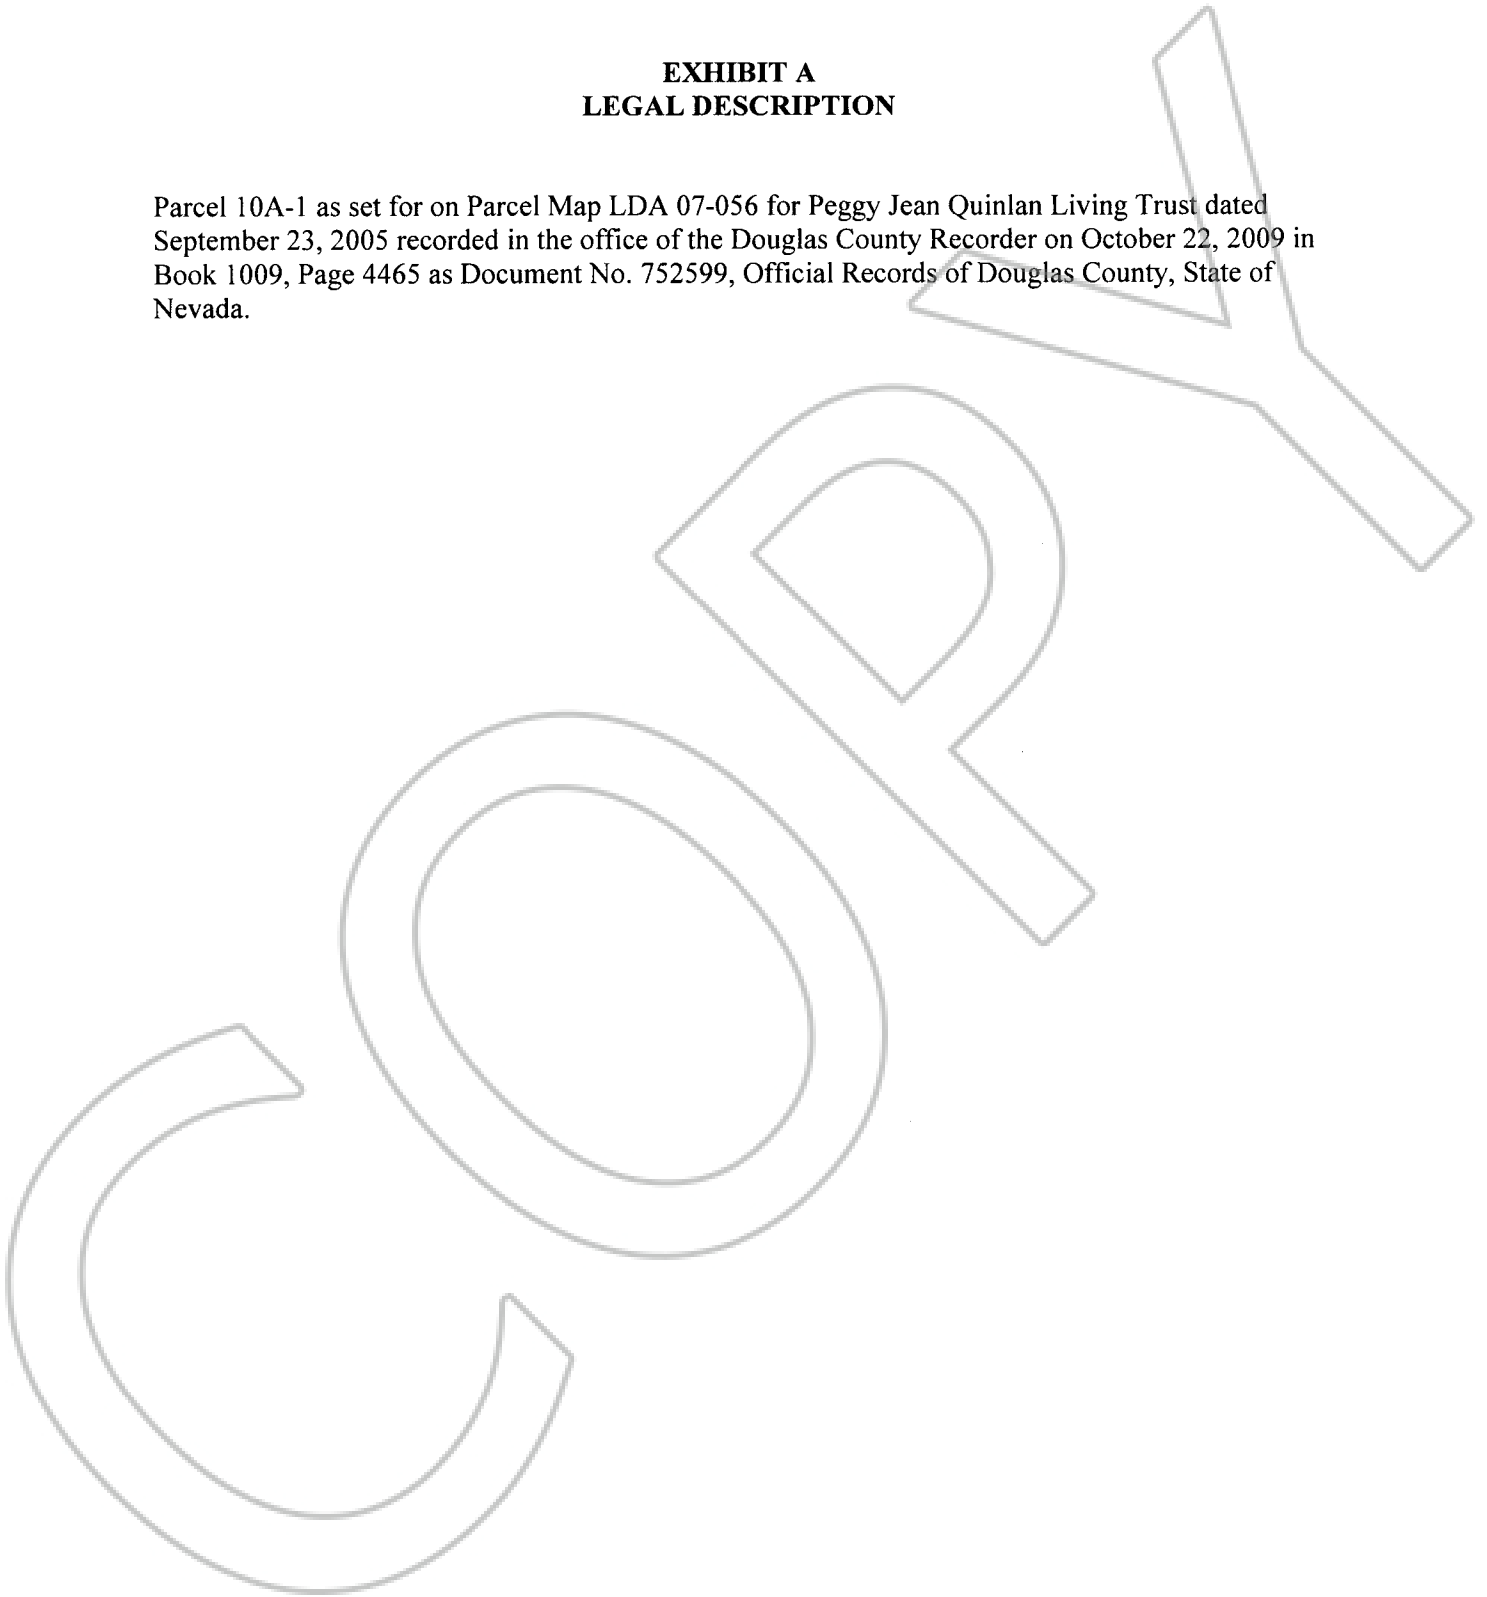 EXHIBIT A
LEGAL DESCRIPTION
Parcel 10A-1 as set for on Parcel Map LDA 07-056 for Peggy Jean Quinlan Living Trust dated
September 23, 2005 recorded in the office of the Douglas County Recorder on October 22, 2009 in
Book 1009, Page 4465 as Document No. 752599, Official Records of Douglas County, State of
Nevada.
COPY